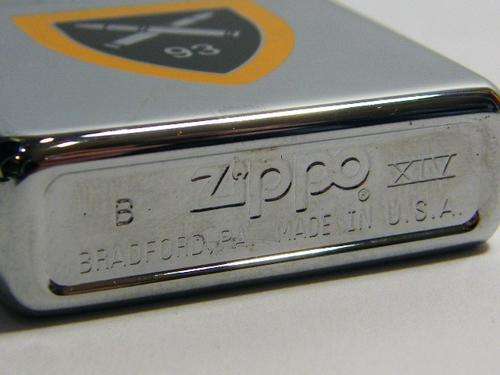 93
B Zippo ® XIV
BRADFORD, PA. MADE IN U.S.A.